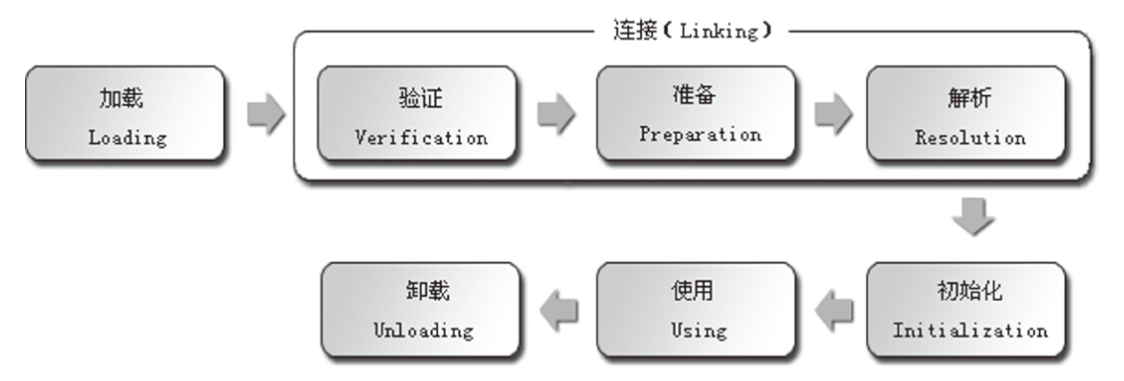 连接（Linking）
加载
Loading
验证
Verification
准备
Preparation
解析
Resolution
初始化
Initialization
使用
Using
卸载
Unloading